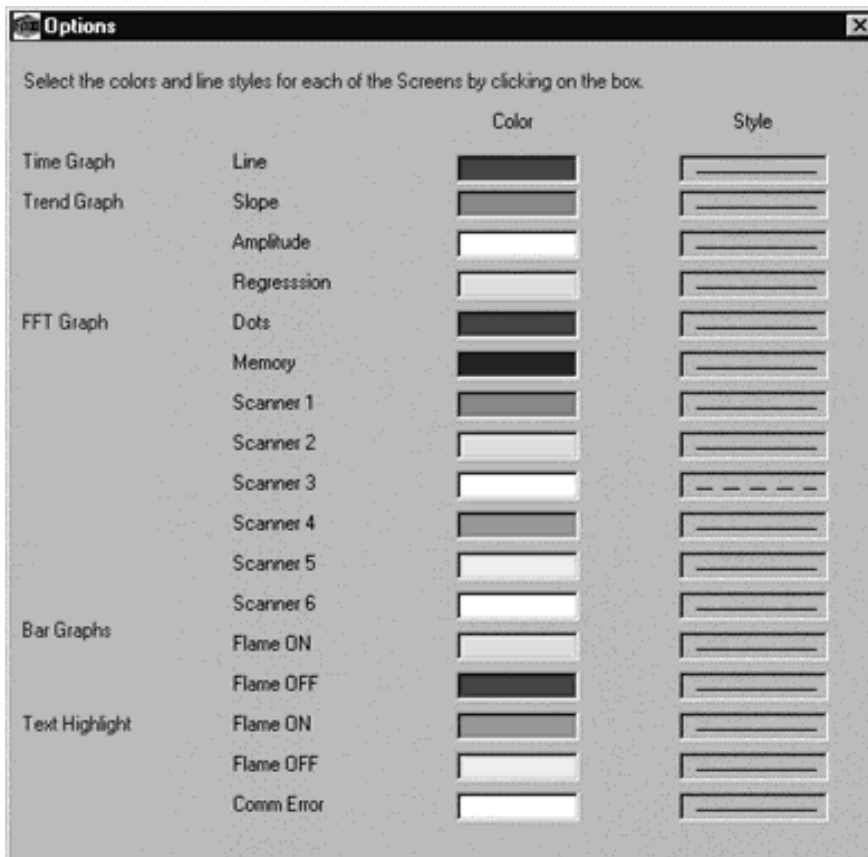 Options
Select the colors and line styles for each of the Screens by clicking on the box.
Color Style
Time Graph Line
Trend Graph Slope
Amplitude
Regresssion
FFT Graph Dots
Memory
Scanner 1
Scanner 2
Scanner 3
Scanner 4
Scanner 5
Scanner 6
Bar Graphs
Flame ON
Flame OFF
Text Highlight Flame ON
Flame OFF
Comm Error